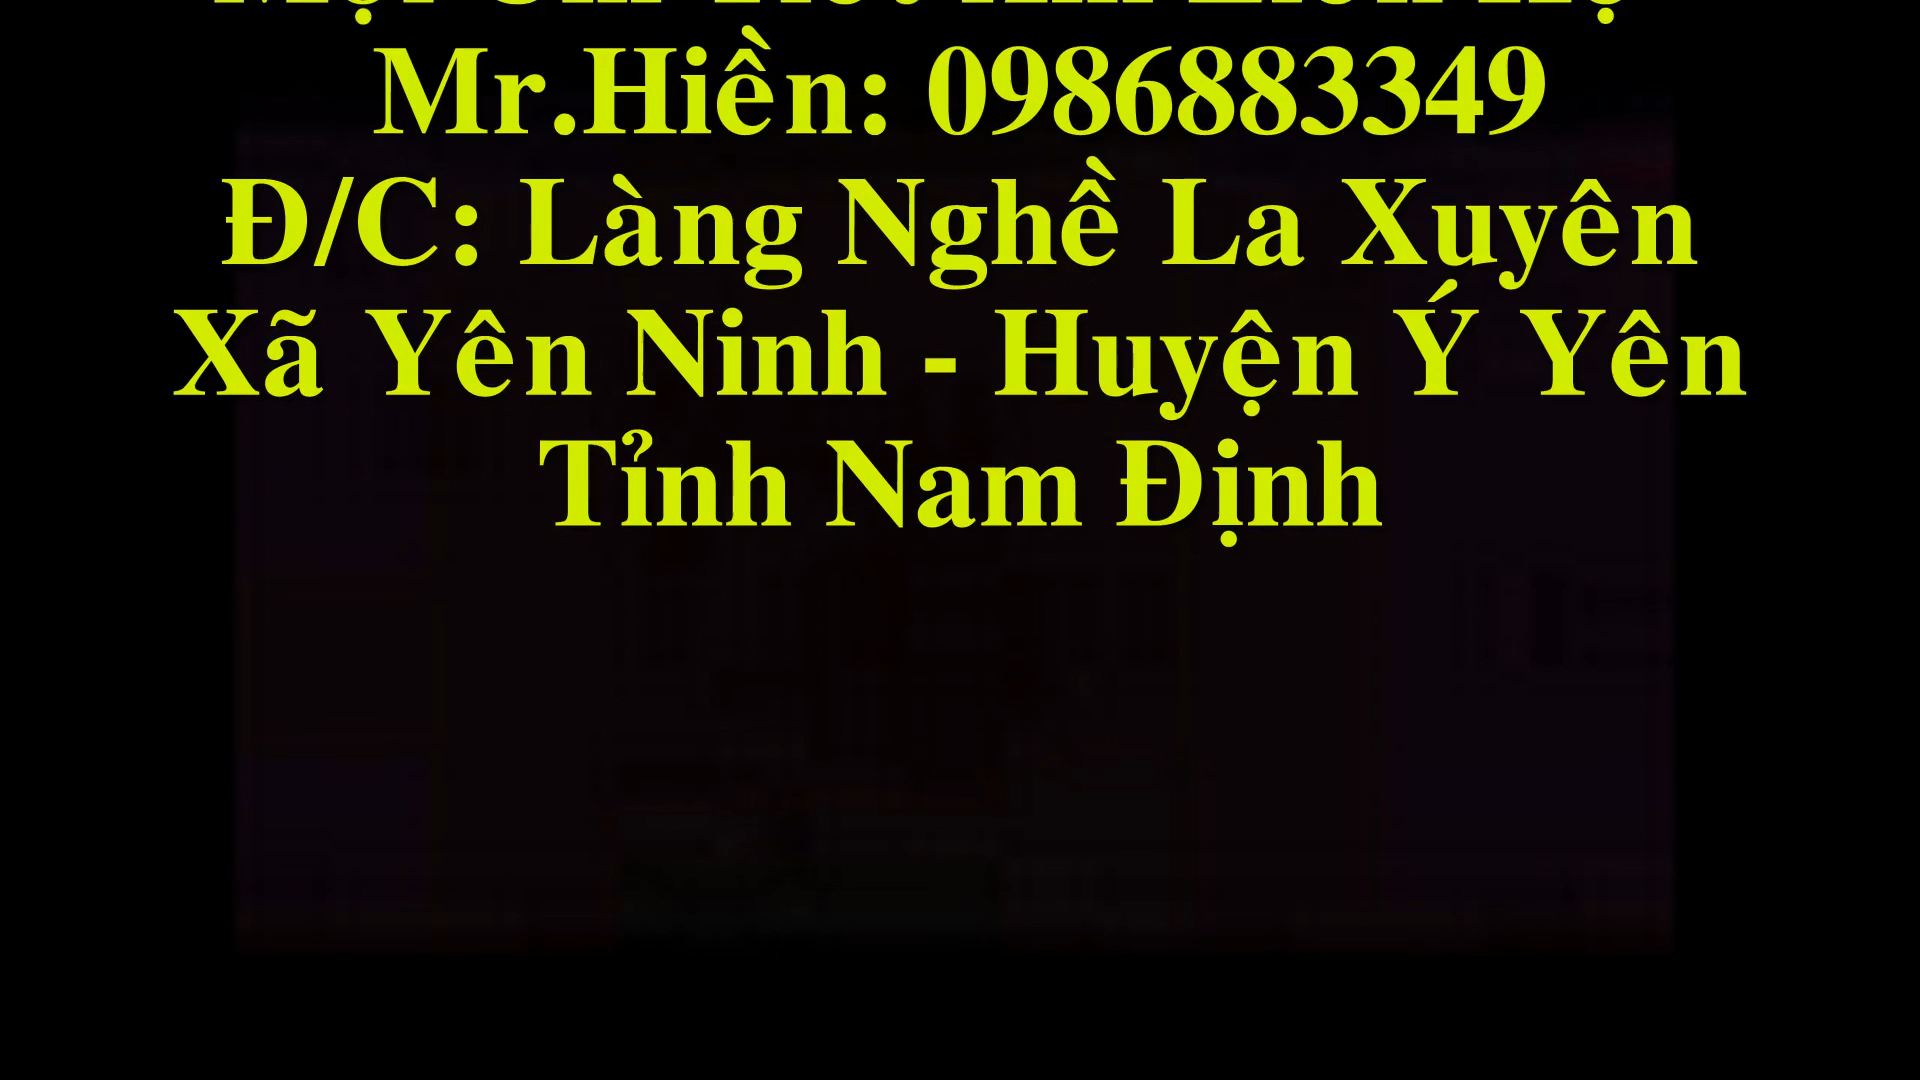 Mr.Hiền: 0986883349
Đ/C: Làng Nghề La Xuyên
Xã Yên Ninh - Huyện Ý Yên
Tỉnh Nam Định